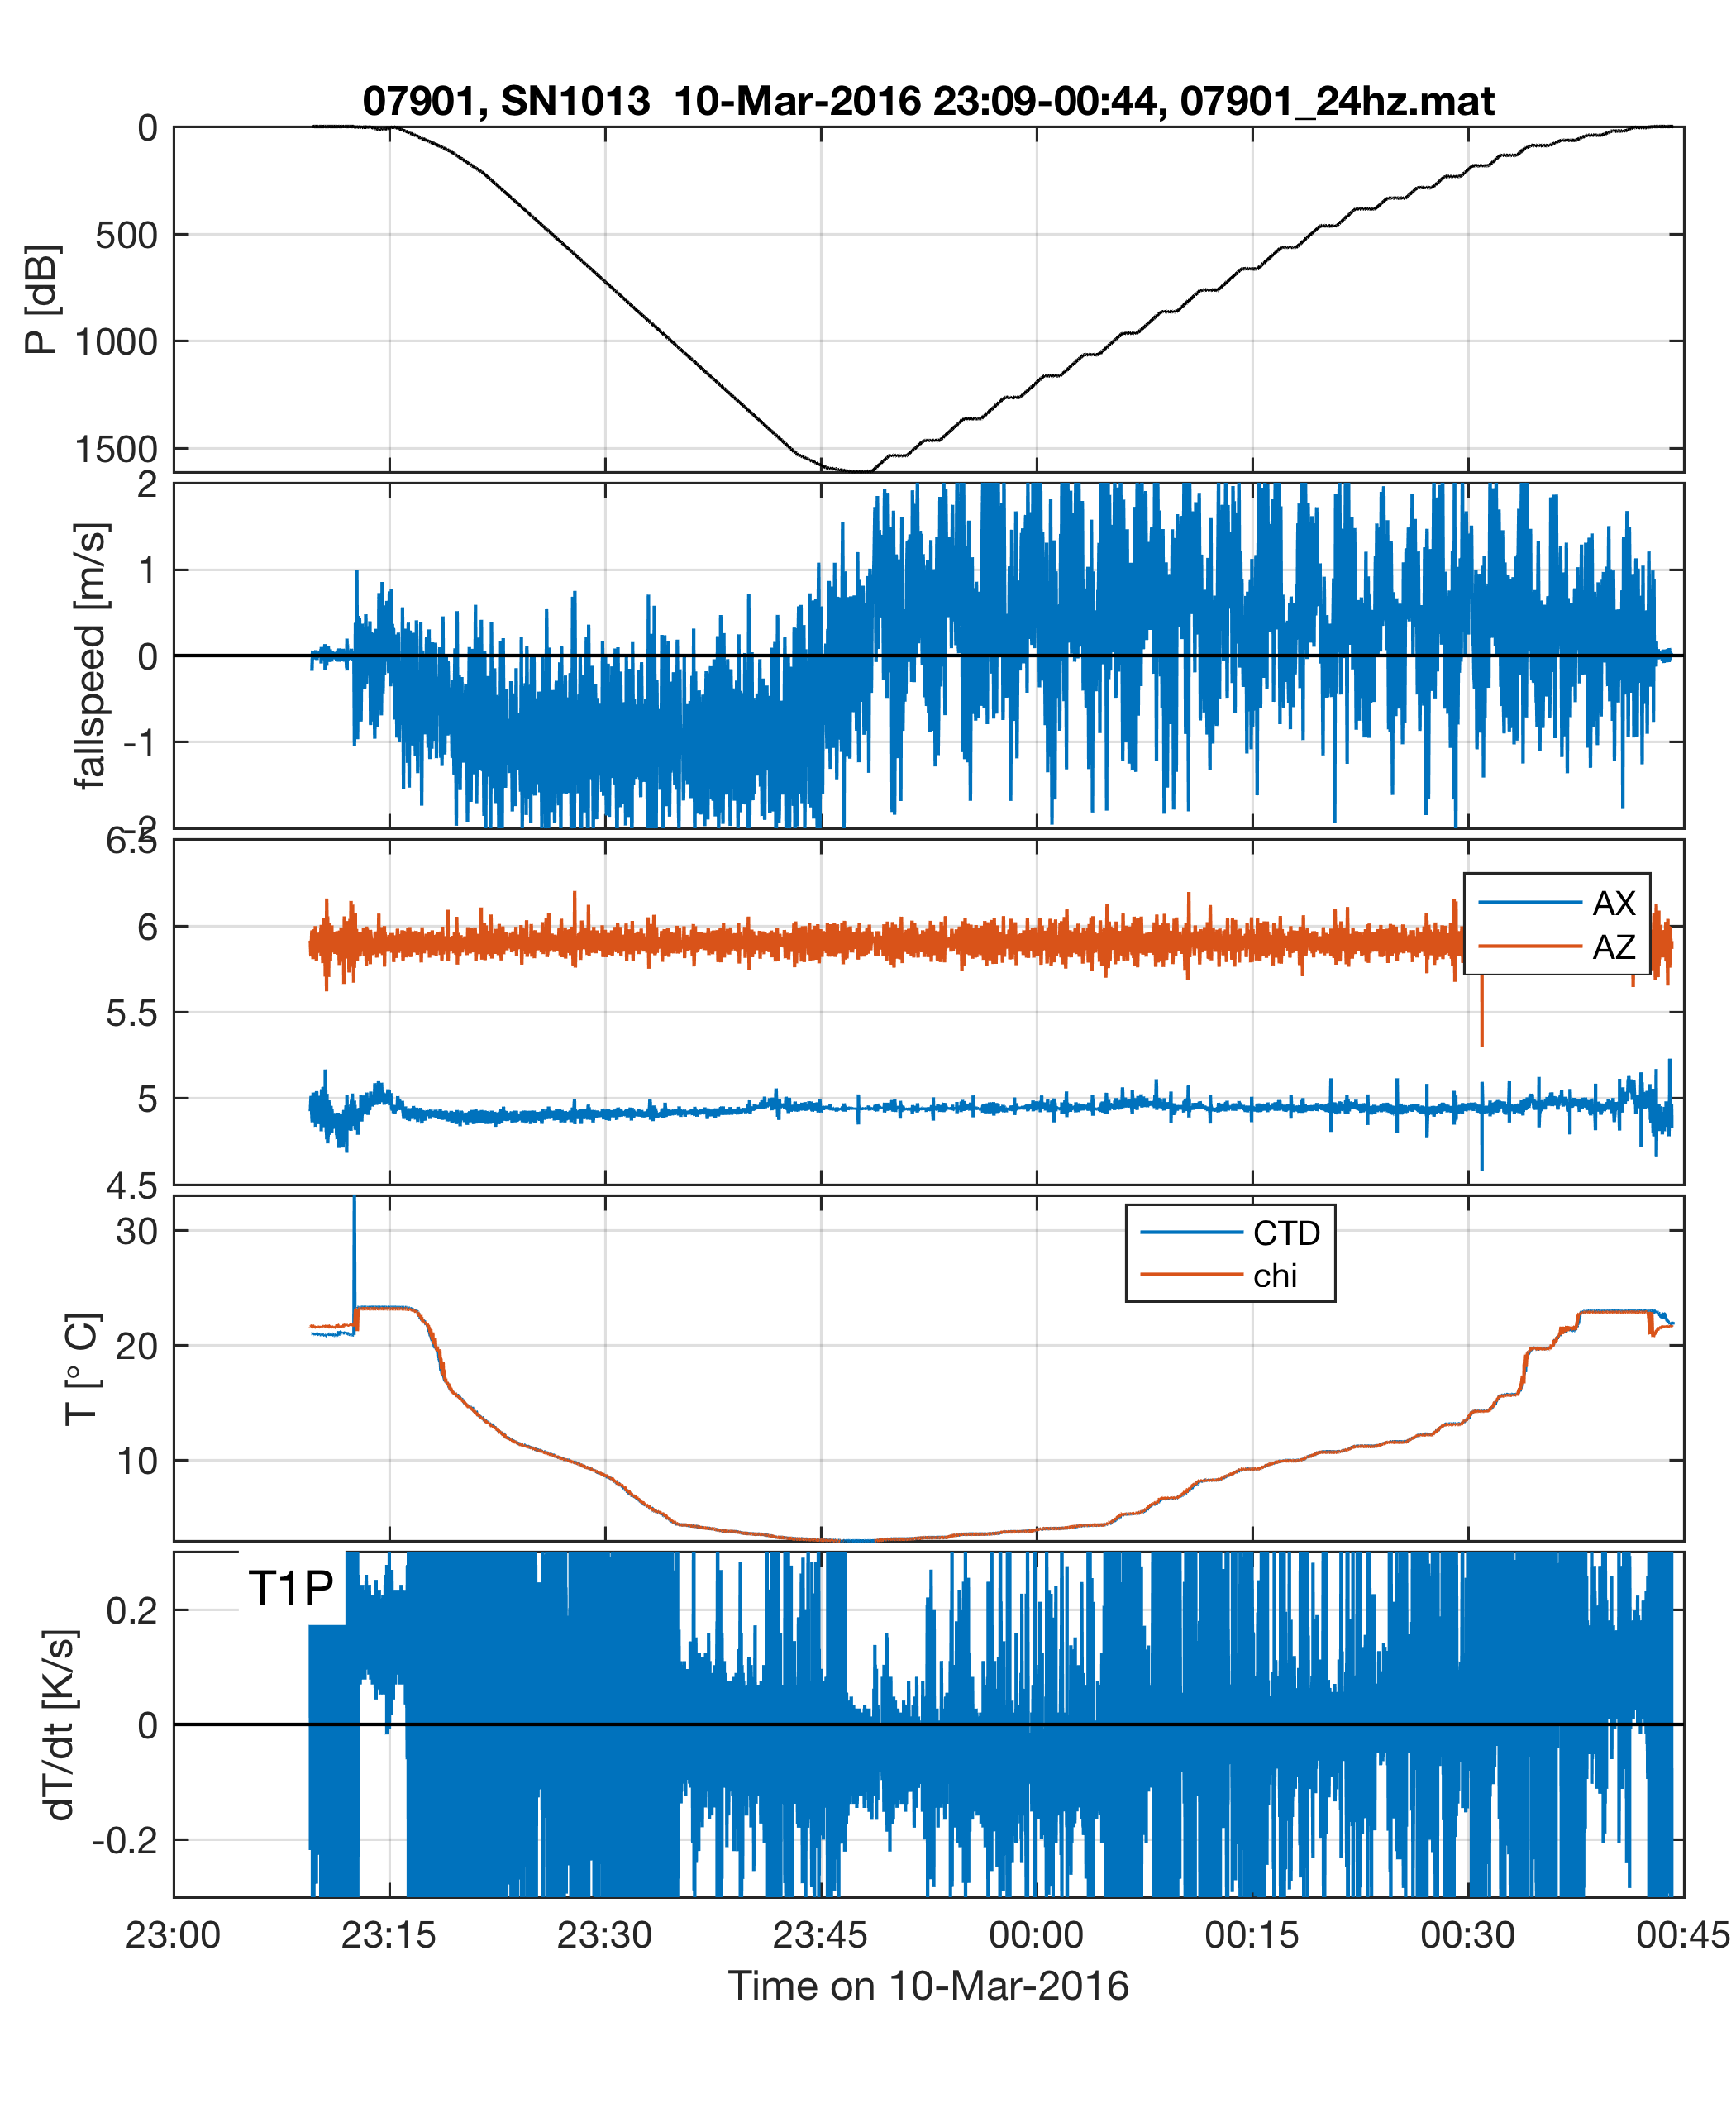 07901, SN1013  10-Mar-2016 23:09-00:44, 07901_24hz.mat
0
500
1000
1500
P [dB]
2
1
0
-1
-2
fallspeed [m/s]
6.5
6
5.5
5
4.5
AX
AZ
30
20
10
T [° C]
CTD
chi
T1P
0.2
0
-0.2
dT/dt [K/s]
23:00 23:15 23:30 23:45 00:00 00:15 00:30 00:45
Time on 10-Mar-2016